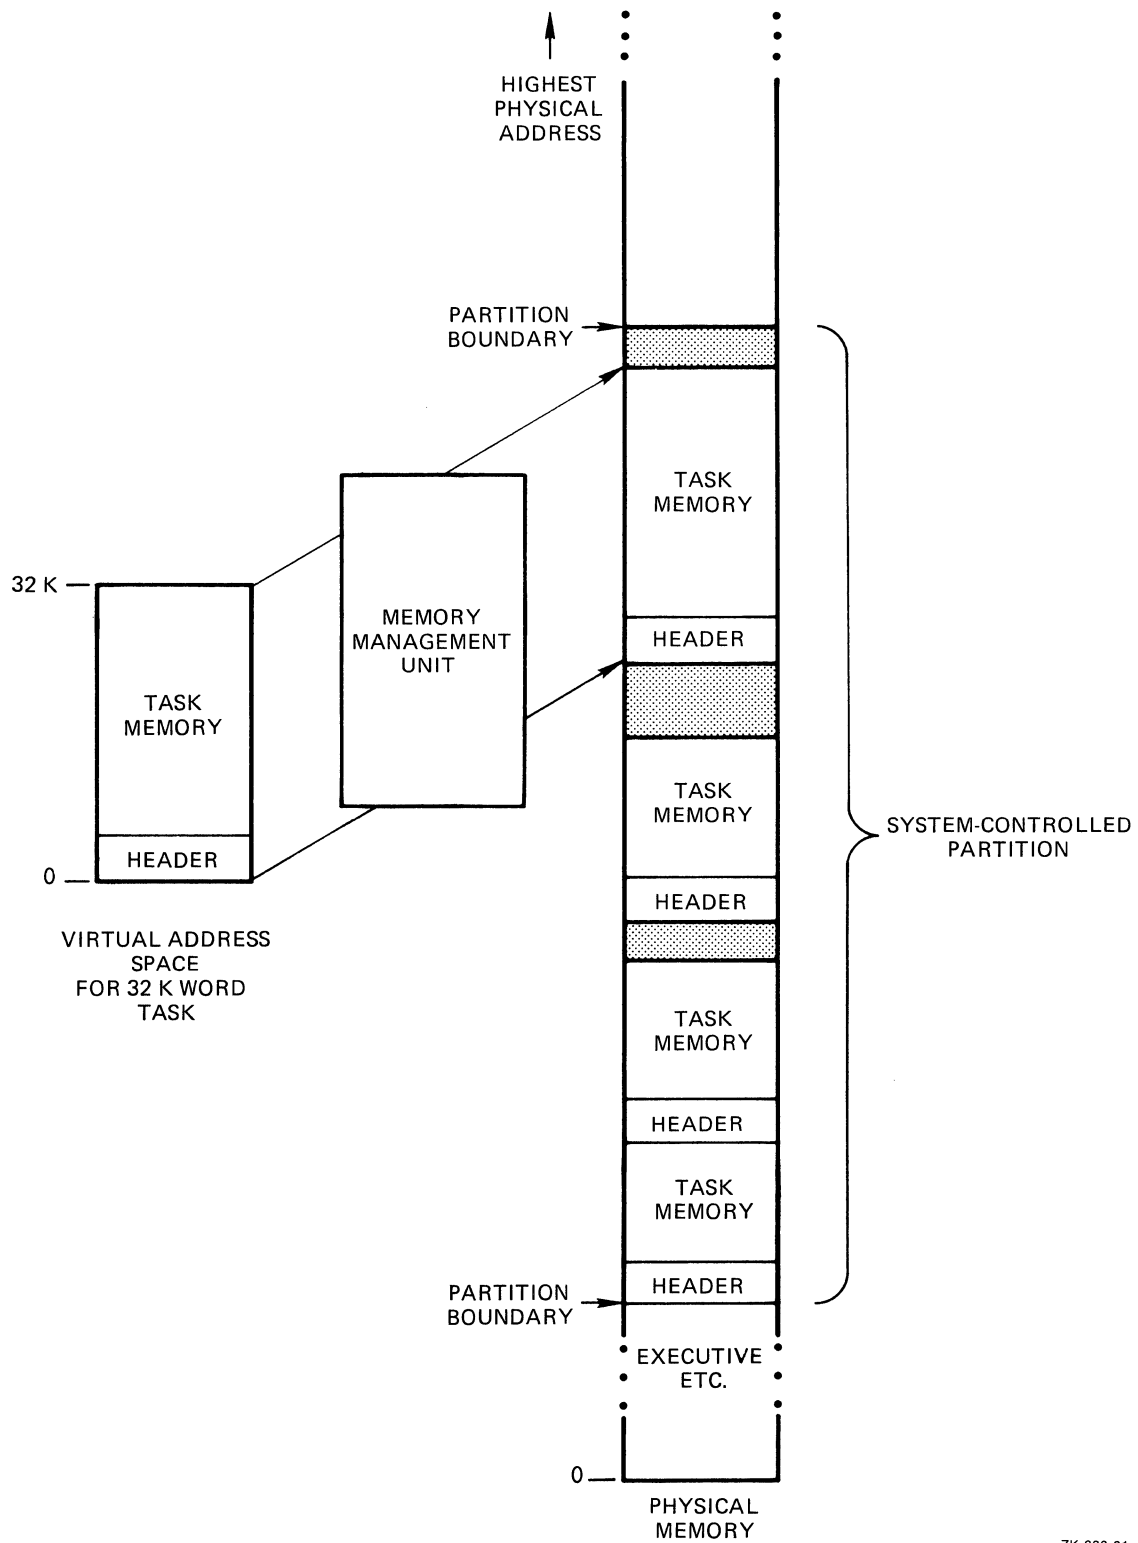 HIGHEST
PHYSICAL
ADDRESS
PARTITION
BOUNDARY
TASK
MEMORY
HEADER
32 K
MEMORY
MANAGEMENT
UNIT
TASK
MEMORY
HEADER
0
VIRTUAL ADDRESS
SPACE
FOR 32 K WORD
TASK
TASK
MEMORY
HEADER
SYSTEM-CONTROLLED
PARTITION
TASK
MEMORY
HEADER
TASK
MEMORY
HEADER
PARTITION
BOUNDARY
EXECUTIVE
ETC.
0
PHYSICAL
MEMORY